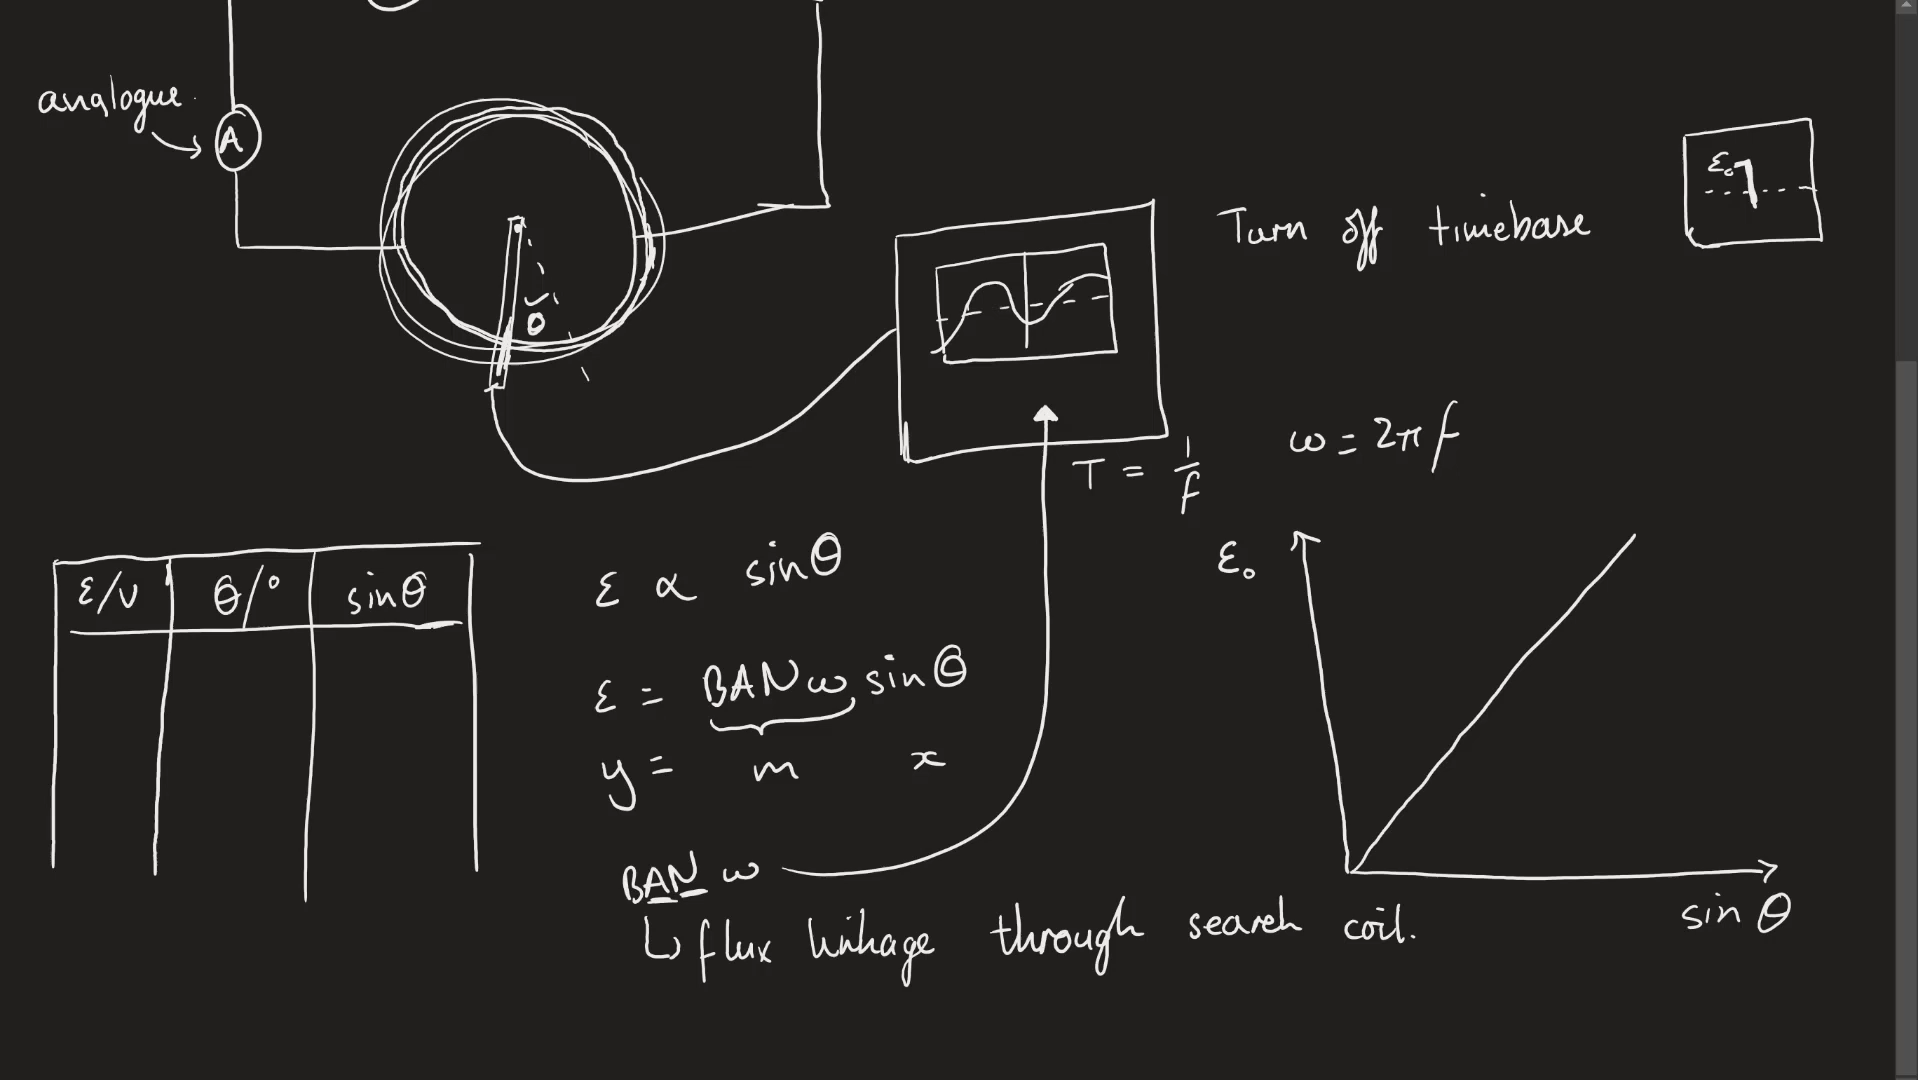 analogue
A
ε₀
Turn off timebase
θ
ω = 2πf
T = 1/f
ε/V θ/° sinθ
ε ∝ sinθ
ε = BANω sinθ
y = m x
BAN ω
↳ flux linkage through search coil.
ε₀
sin θ